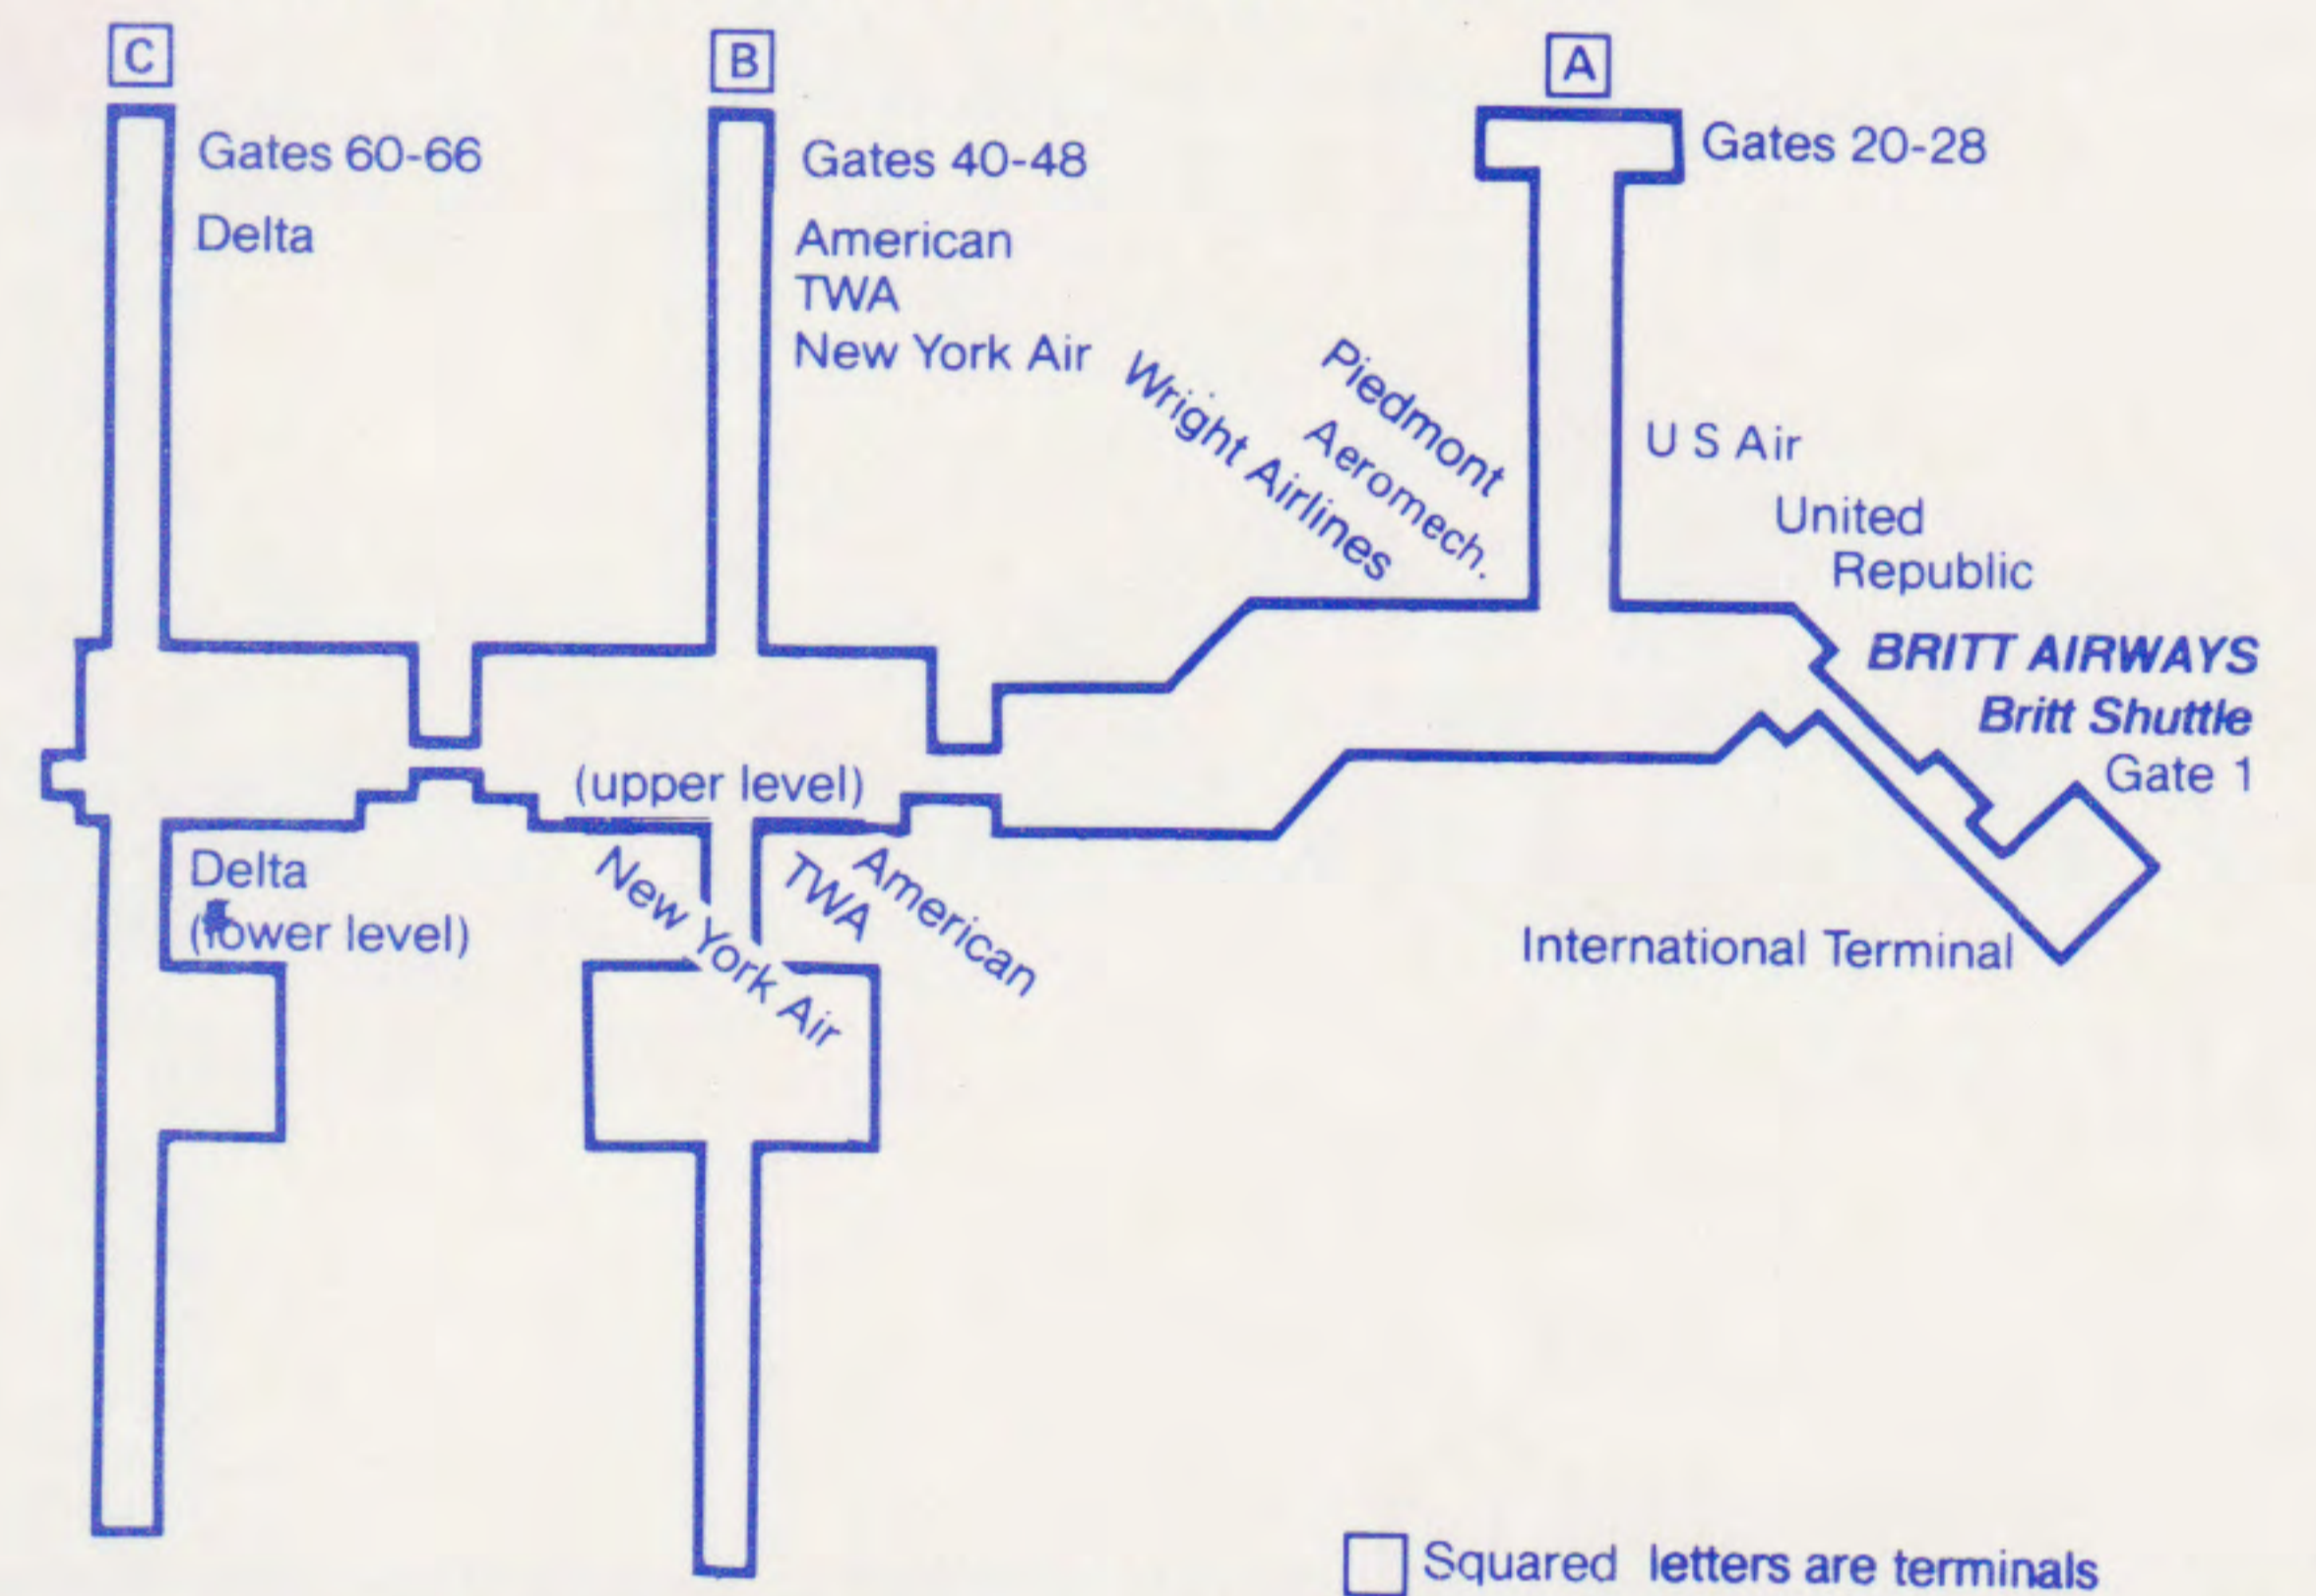 C
B
A
Gates 60-66
Delta
Gates 40-48
American
TWA
New York Air
Gates 20-28
Piedmont
Aeromech.
Wright Airlines
U S Air
United
Republic
BRITT AIRWAYS
Britt Shuttle
Gate 1
(upper level)
Delta
(lower level)
New York Air
TWA
American
International Terminal
Squared letters are terminals